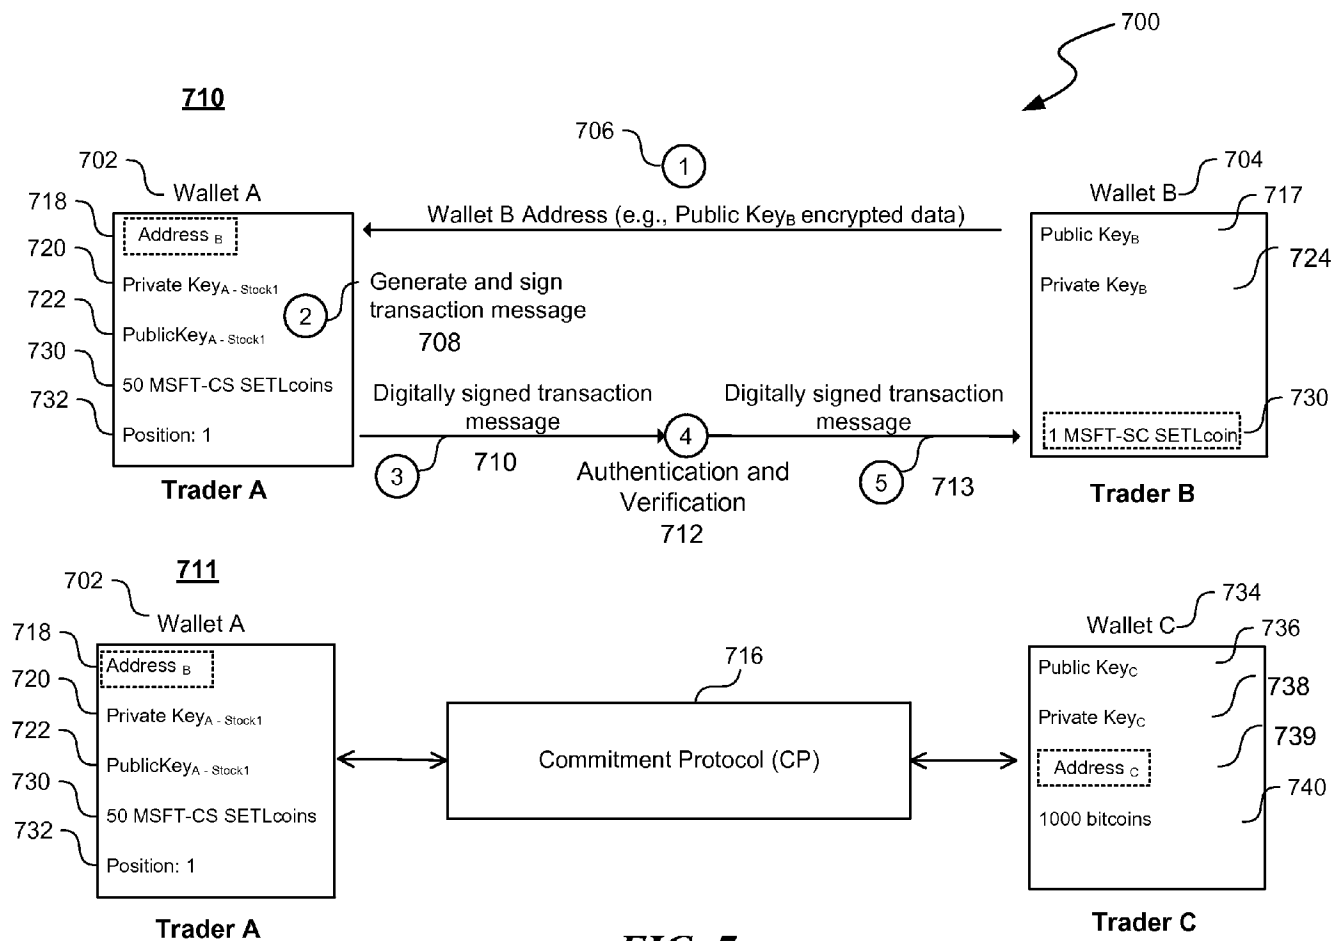 700
710
706
1
702
Wallet A
704
Wallet B
718
717
Wallet B Address (e.g., Public KeyB encrypted data)
Address B
Public KeyB
720
724
Private KeyA - Stock1
Generate and sign
transaction message
2
708
Private KeyB
722
PublicKeyA - Stock1
730
50 MSFT-CS SETLcoins
Digitally signed transaction
message
Digitally signed transaction
message
730
732
Position: 1
4
1 MSFT-SC SETLcoin
3
710
Authentication and
Verification
712
5
713
Trader A
Trader B
711
702
Wallet A
734
Wallet C
718
736
Address B
716
Public KeyC
720
738
Private KeyA - Stock1
Private KeyC
722
739
PublicKeyA - Stock1
Commitment Protocol (CP)
Address C
730
740
50 MSFT-CS SETLcoins
1000 bitcoins
732
Position: 1
Trader A
Trader C